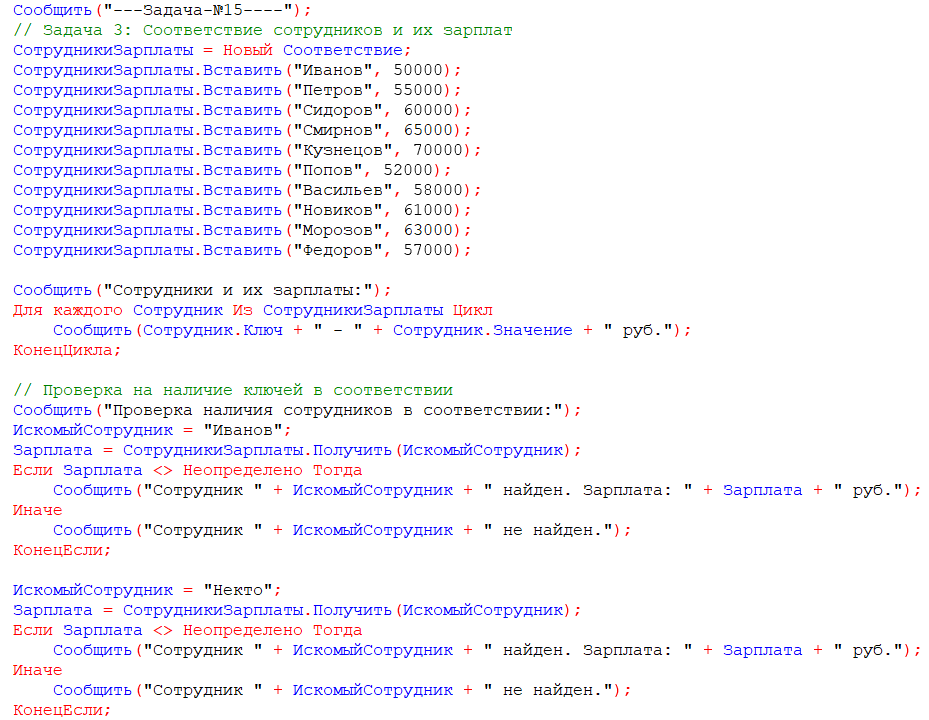 Сообщить("---Задача-№15----");
// Задача 3: Соответствие сотрудников и их зарплат
СотрудникиЗарплаты = Новый Соответствие;
СотрудникиЗарплаты.Вставить("Иванов", 50000);
СотрудникиЗарплаты.Вставить("Петров", 55000);
СотрудникиЗарплаты.Вставить("Сидоров", 60000);
СотрудникиЗарплаты.Вставить("Смирнов", 65000);
СотрудникиЗарплаты.Вставить("Кузнецов", 70000);
СотрудникиЗарплаты.Вставить("Попов", 52000);
СотрудникиЗарплаты.Вставить("Васильев", 58000);
СотрудникиЗарплаты.Вставить("Новиков", 61000);
СотрудникиЗарплаты.Вставить("Морозов", 63000);
СотрудникиЗарплаты.Вставить("Федоров", 57000);

Сообщить("Сотрудники и их зарплаты:");
Для каждого Сотрудник Из СотрудникиЗарплаты Цикл
    Сообщить(Сотрудник.Ключ + " - " + Сотрудник.Значение + " руб.");
КонецЦикла;

// Проверка на наличие ключей в соответствии
Сообщить("Проверка наличия сотрудников в соответствии:");
ИскомыйСотрудник = "Иванов";
Зарплата = СотрудникиЗарплаты.Получить(ИскомыйСотрудник);
Если Зарплата <> Неопределено Тогда
    Сообщить("Сотрудник " + ИскомыйСотрудник + " найден. Зарплата: " + Зарплата + " руб.");
Иначе
    Сообщить("Сотрудник " + ИскомыйСотрудник + " не найден.");
КонецЕсли;

ИскомыйСотрудник = "Некто";
Зарплата = СотрудникиЗарплаты.Получить(ИскомыйСотрудник);
Если Зарплата <> Неопределено Тогда
    Сообщить("Сотрудник " + ИскомыйСотрудник + " найден. Зарплата: " + Зарплата + " руб.");
Иначе
    Сообщить("Сотрудник " + ИскомыйСотрудник + " не найден.");
КонецЕсли;